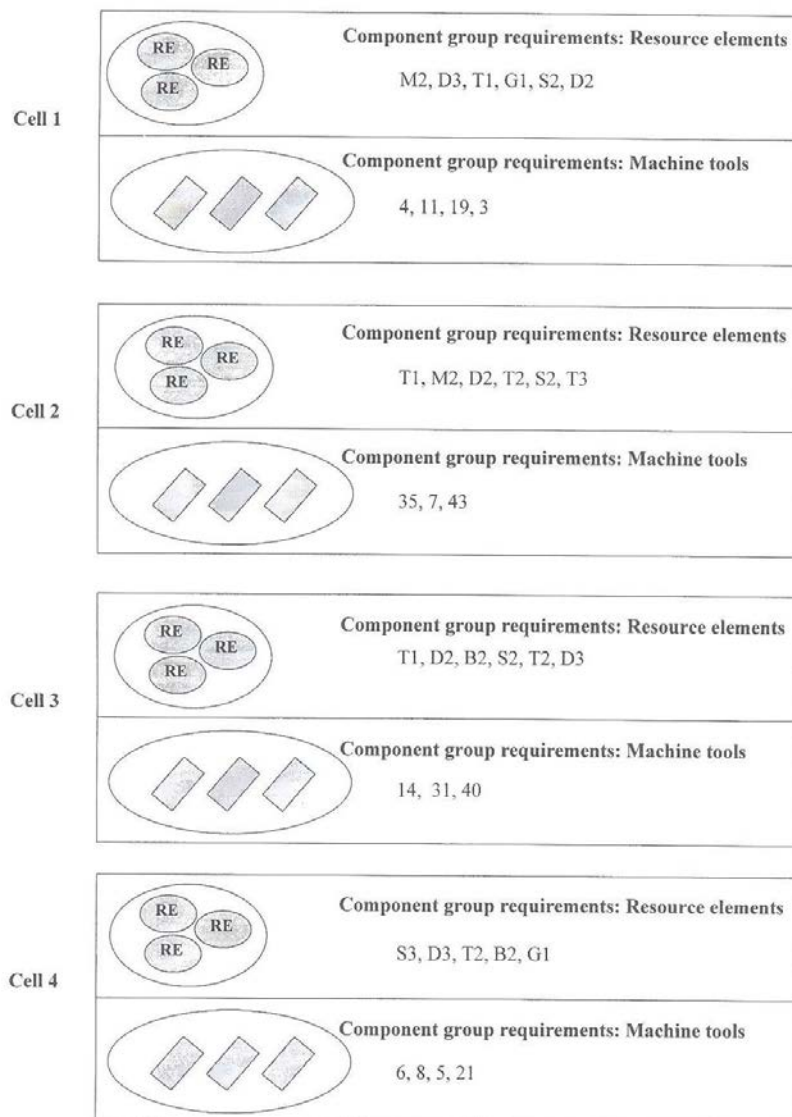 Component group requirements: Resource elements
RE
RE
RE
M2, D3, T1, G1, S2, D2
Cell 1
Component group requirements: Machine tools
4, 11, 19, 3
Component group requirements: Resource elements
RE
RE
RE
T1, M2, D2, T2, S2, T3
Cell 2
Component group requirements: Machine tools
35, 7, 43
Component group requirements: Resource elements
RE
RE
RE
T1, D2, B2, S2, T2, D3
Cell 3
Component group requirements: Machine tools
14, 31, 40
Component group requirements: Resource elements
RE
RE
RE
S3, D3, T2, B2, G1
Cell 4
Component group requirements: Machine tools
6, 8, 5, 21